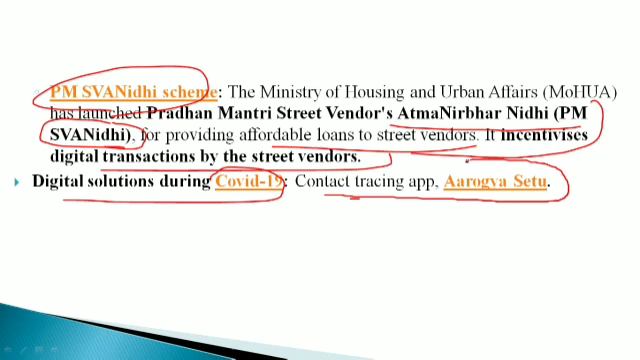 PM SVANidhi scheme: The Ministry of Housing and Urban Affairs (MoHUA)
has launched Pradhan Mantri Street Vendor's AtmaNirbhar Nidhi (PM
SVANidhi), for providing affordable loans to street vendors. It incentivises
digital transactions by the street vendors.
Digital solutions during Covid-19: Contact tracing app, Aarogya Setu.